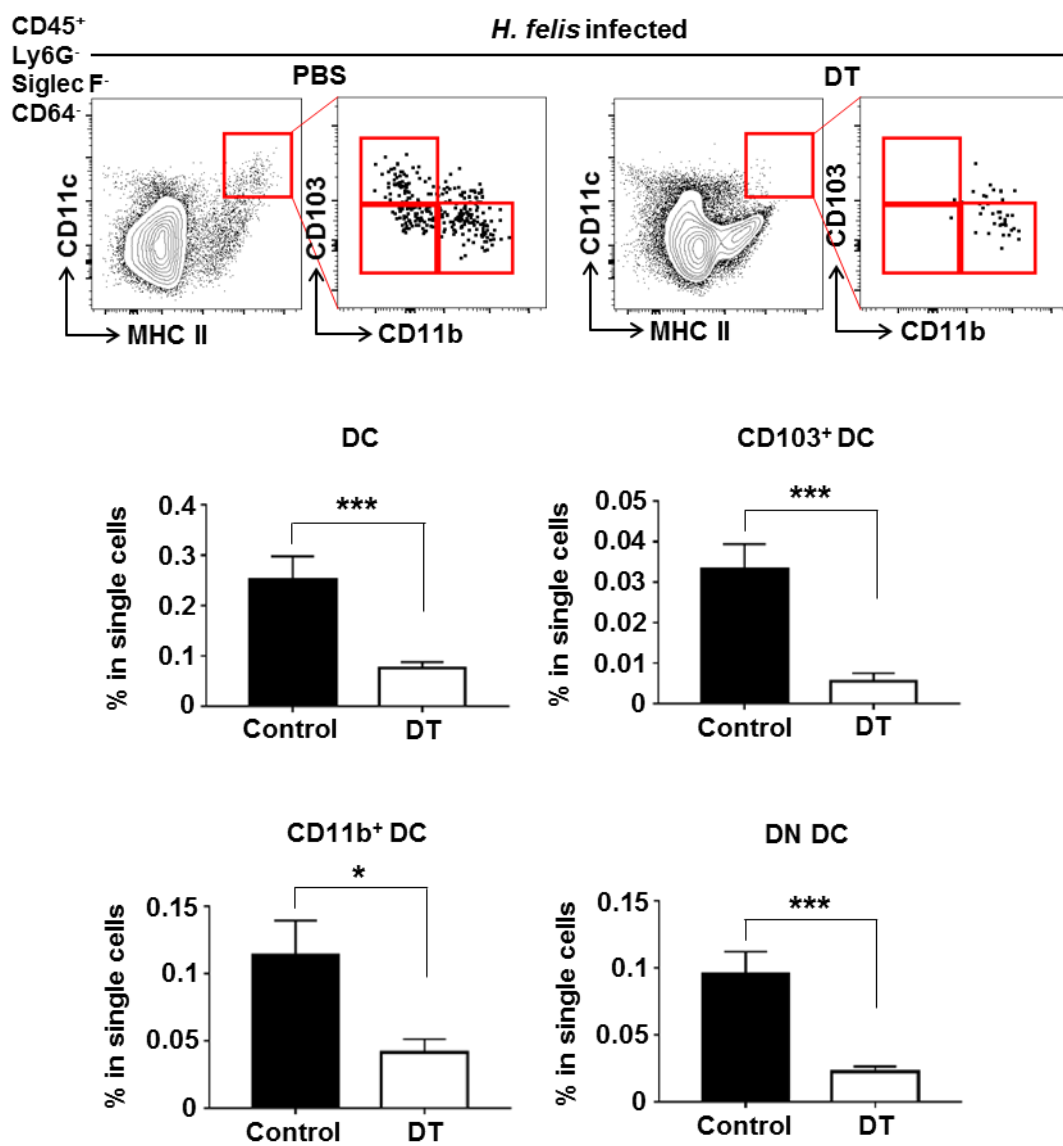 CD45⁺
Ly6G⁻
Siglec F⁻
CD64⁻
H. felis infected
PBS
DT
CD11c
MHC II
CD103
CD11b
CD11c
MHC II
CD103
CD11b
DC
% in single cells
0.4
0.3
0.2
0.1
0
***
Control DT
CD103⁺ DC
% in single cells
0.05
0.04
0.03
0.02
0.01
0
***
Control DT
CD11b⁺ DC
% in single cells
0.15
0.1
0.05
0
*
Control DT
DN DC
% in single cells
0.15
0.1
0.05
0
***
Control DT